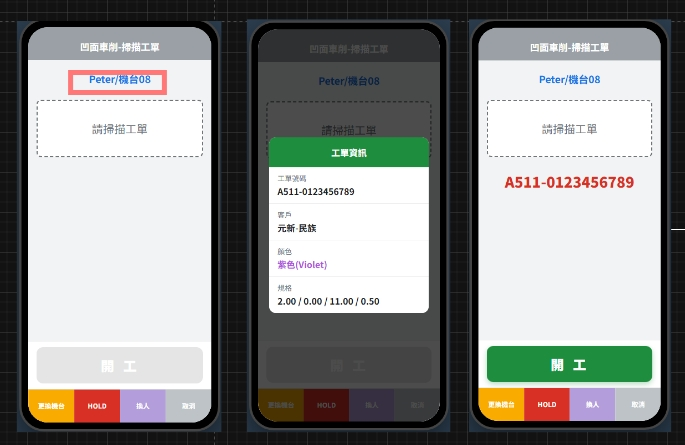 凹面車削-掃描工單
Peter/機台08
請掃描工單
開 工
更換機台
HOLD
換人
取消
凹面車削-掃描工單
Peter/機台08
請掃描工單
工單資訊
工單號碼
A511-0123456789
客戶
元新-民族
顏色
紫色(Violet)
規格
2.00 / 0.00 / 11.00 / 0.50
開 工
更換機台
HOLD
換人
取消
凹面車削-掃描工單
Peter/機台08
請掃描工單
A511-0123456789
開 工
更換機台
HOLD
換人
取消